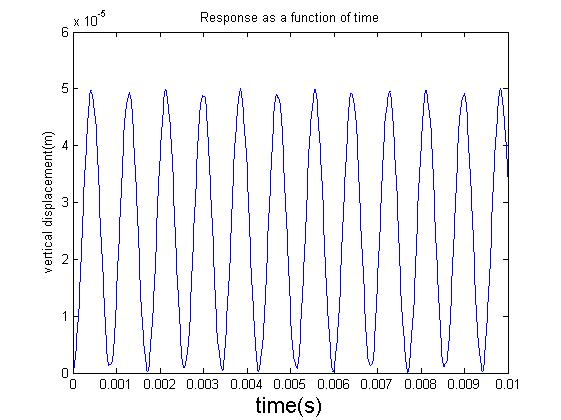 Response as a function of time
x 10^-5
6
5
4
3
2
1
0
vertical displacement(m)
0 0.001 0.002 0.003 0.004 0.005 0.006 0.007 0.008 0.009 0.01
time(s)